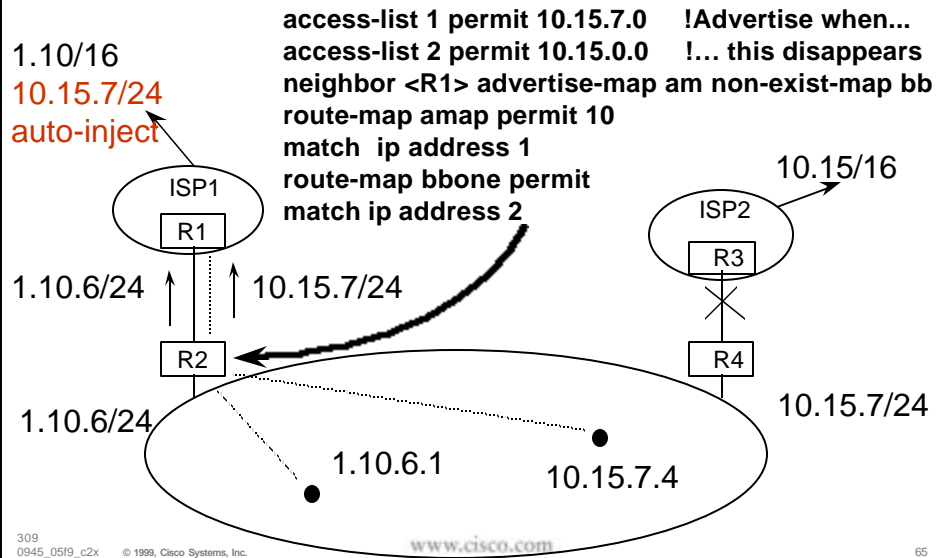 access-list 1 permit 10.15.7.0 !Advertise when...
access-list 2 permit 10.15.0.0 !... this disappears
neighbor <R1> advertise-map am non-exist-map bb
route-map amap permit 10
match ip address 1
route-map bbone permit
match ip address 2
1.10/16
10.15.7/24
auto-inject
ISP1
R1
10.15/16
ISP2
R3
1.10.6/24
10.15.7/24
R2
R4
1.10.6/24
10.15.7/24
1.10.6.1
10.15.7.4
309
0945_05f9_c2x © 1999, Cisco Systems, Inc.
www.cisco.com
65